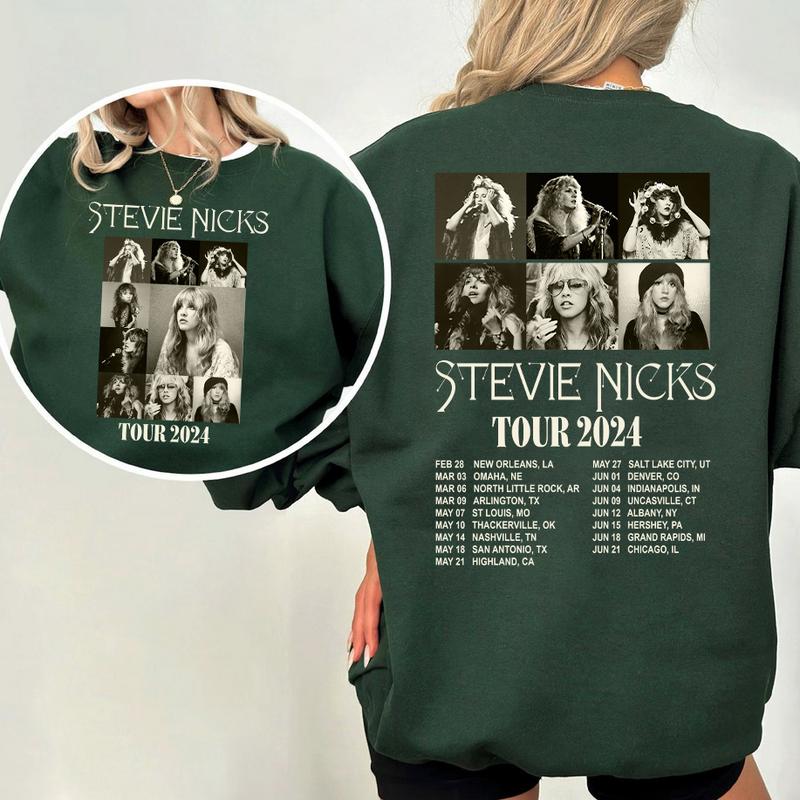 STEVIE NICKS
TOUR 2024
STEVIE NICKS
TOUR 2024
FEB 28 NEW ORLEANS, LA
MAR 03 OMAHA, NE
MAR 06 NORTH LITTLE ROCK, AR
MAR 09 ARLINGTON, TX
MAY 07 ST LOUIS, MO
MAY 10 THACKERVILLE, OK
MAY 14 NASHVILLE, TN
MAY 18 SAN ANTONIO, TX
MAY 21 HIGHLAND, CA
MAY 27 SALT LAKE CITY, UT
JUN 01 DENVER, CO
JUN 04 INDIANAPOLIS, IN
JUN 09 UNCASVILLE, CT
JUN 12 ALBANY, NY
JUN 15 HERSHEY, PA
JUN 18 GRAND RAPIDS, MI
JUN 21 CHICAGO, IL